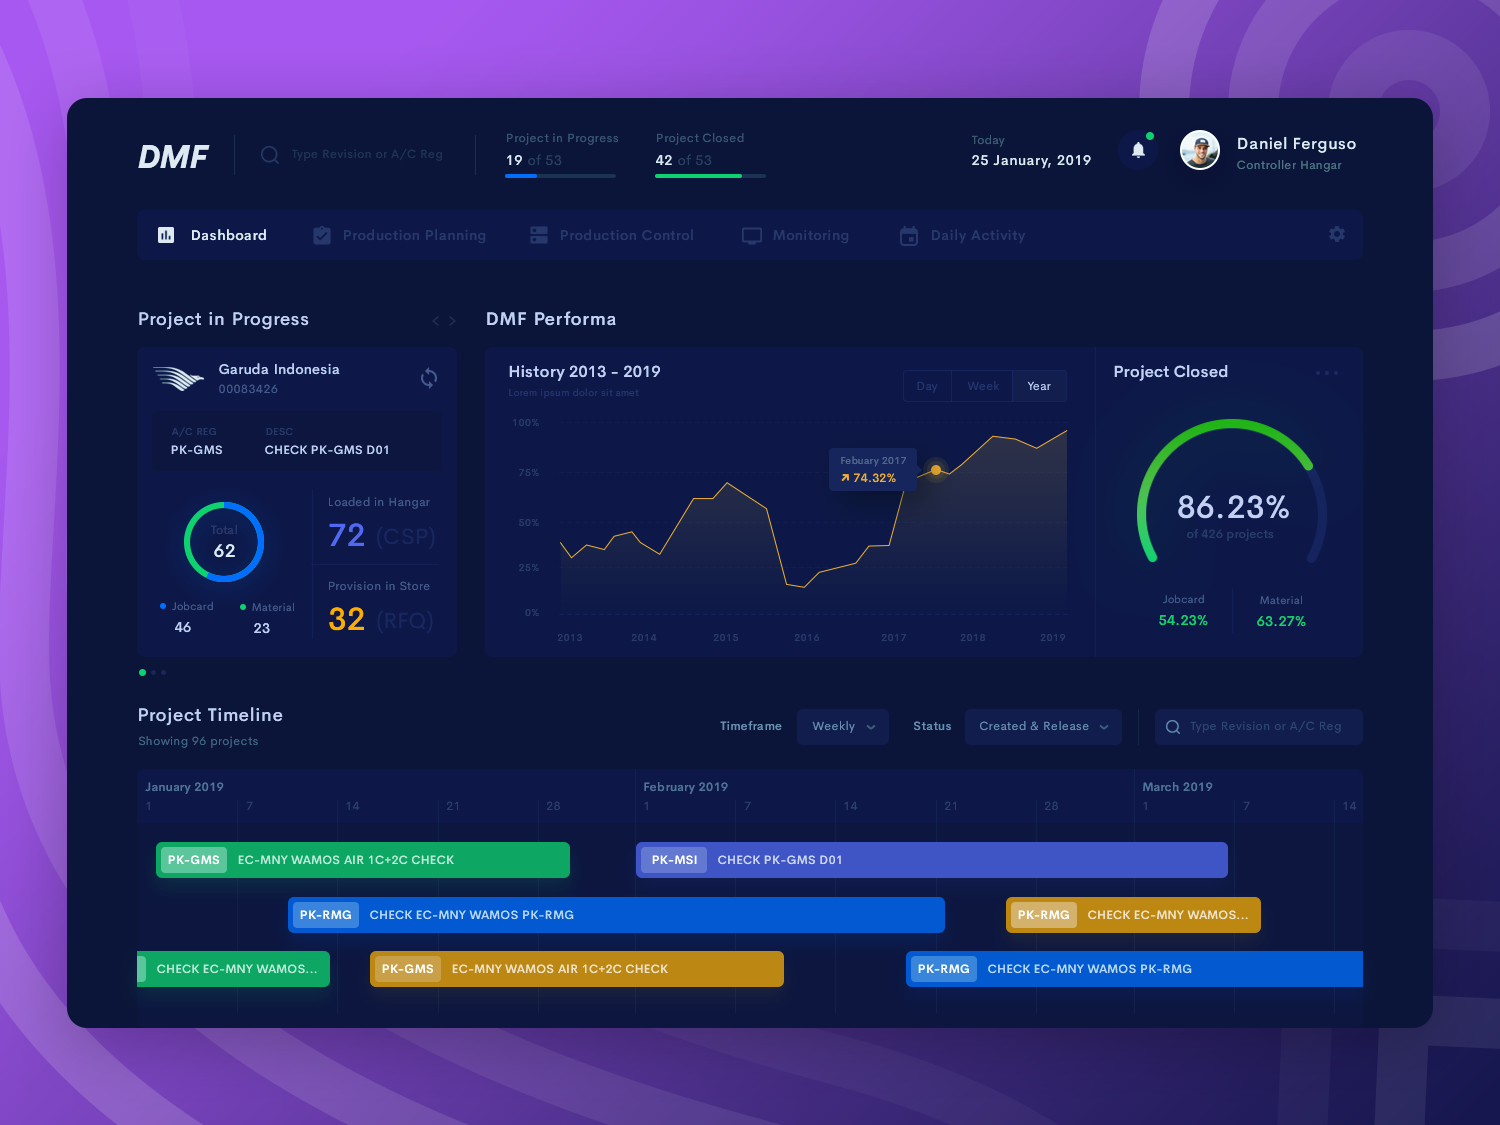 DMF
Type Revision or A/C Reg
Project in Progress
19 of 53
Project Closed
42 of 53
Today
25 January, 2019
Daniel Ferguso
Controller Hangar
Dashboard
Production Planning
Production Control
Monitoring
Daily Activity
Project in Progress
Garuda Indonesia
00083426
A/C REG
PK-GMS
DESC
CHECK PK-GMS D01
Total
62
Jobcard
46
Material
23
Loaded in Hangar
72 (CSP)
Provision in Store
32 (RFQ)
DMF Performa
History 2013 - 2019
Lorem ipsum dolor sit amet
Day
Week
Year
100%
75%
50%
25%
0%
Febuary 2017
74.32%
2013
2014
2015
2016
2017
2018
2019
Project Closed
86.23%
of 426 projects
Jobcard
54.23%
Material
63.27%
Project Timeline
Showing 96 projects
Timeframe
Weekly
Status
Created & Release
Type Revision or A/C Reg
January 2019
February 2019
March 2019
1 7 14 21 28 1 7 14 21 28 1 7 14
PK-GMS EC-MNY WAMOS AIR 1C+2C CHECK
PK-MSI CHECK PK-GMS D01
PK-RMG CHECK EC-MNY WAMOS PK-RMG
PK-RMG CHECK EC-MNY WAMOS...
CHECK EC-MNY WAMOS...
PK-GMS EC-MNY WAMOS AIR 1C+2C CHECK
PK-RMG CHECK EC-MNY WAMOS PK-RMG